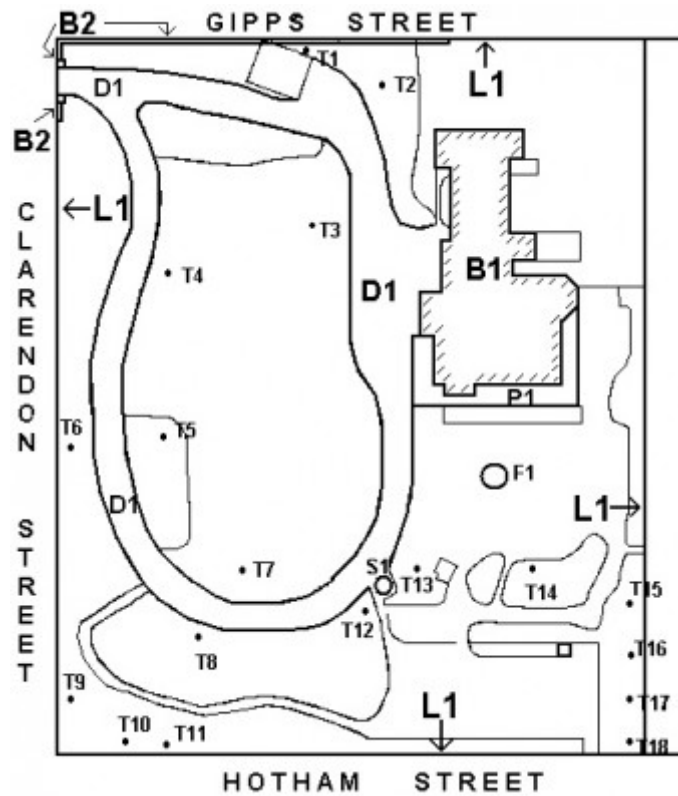 GIPPS STREET
B2
T1
D1
T2
L1
B2
L1
CLARENDON STREET
T3
T4
B1
D1
P1
T6
T5
F1
D1
L1
S1
T7
T13
T14
T15
T12
T8
T16
T9
L1
T17
T10
T11
T18
HOTHAM STREET